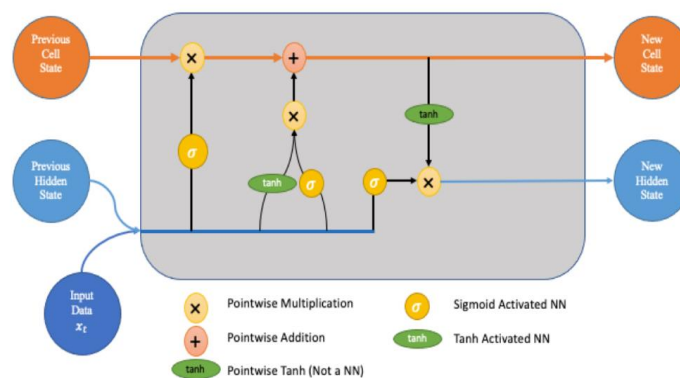 Previous
Cell
State
×
+
New
Cell
State
×
tanh
σ
Previous
Hidden
State
tanh
σ
σ
×
New
Hidden
State
Input
Data
xₜ
×
Pointwise Multiplication
σ
Sigmoid Activated NN
+
Pointwise Addition
tanh
Tanh Activated NN
tanh
Pointwise Tanh (Not a NN)